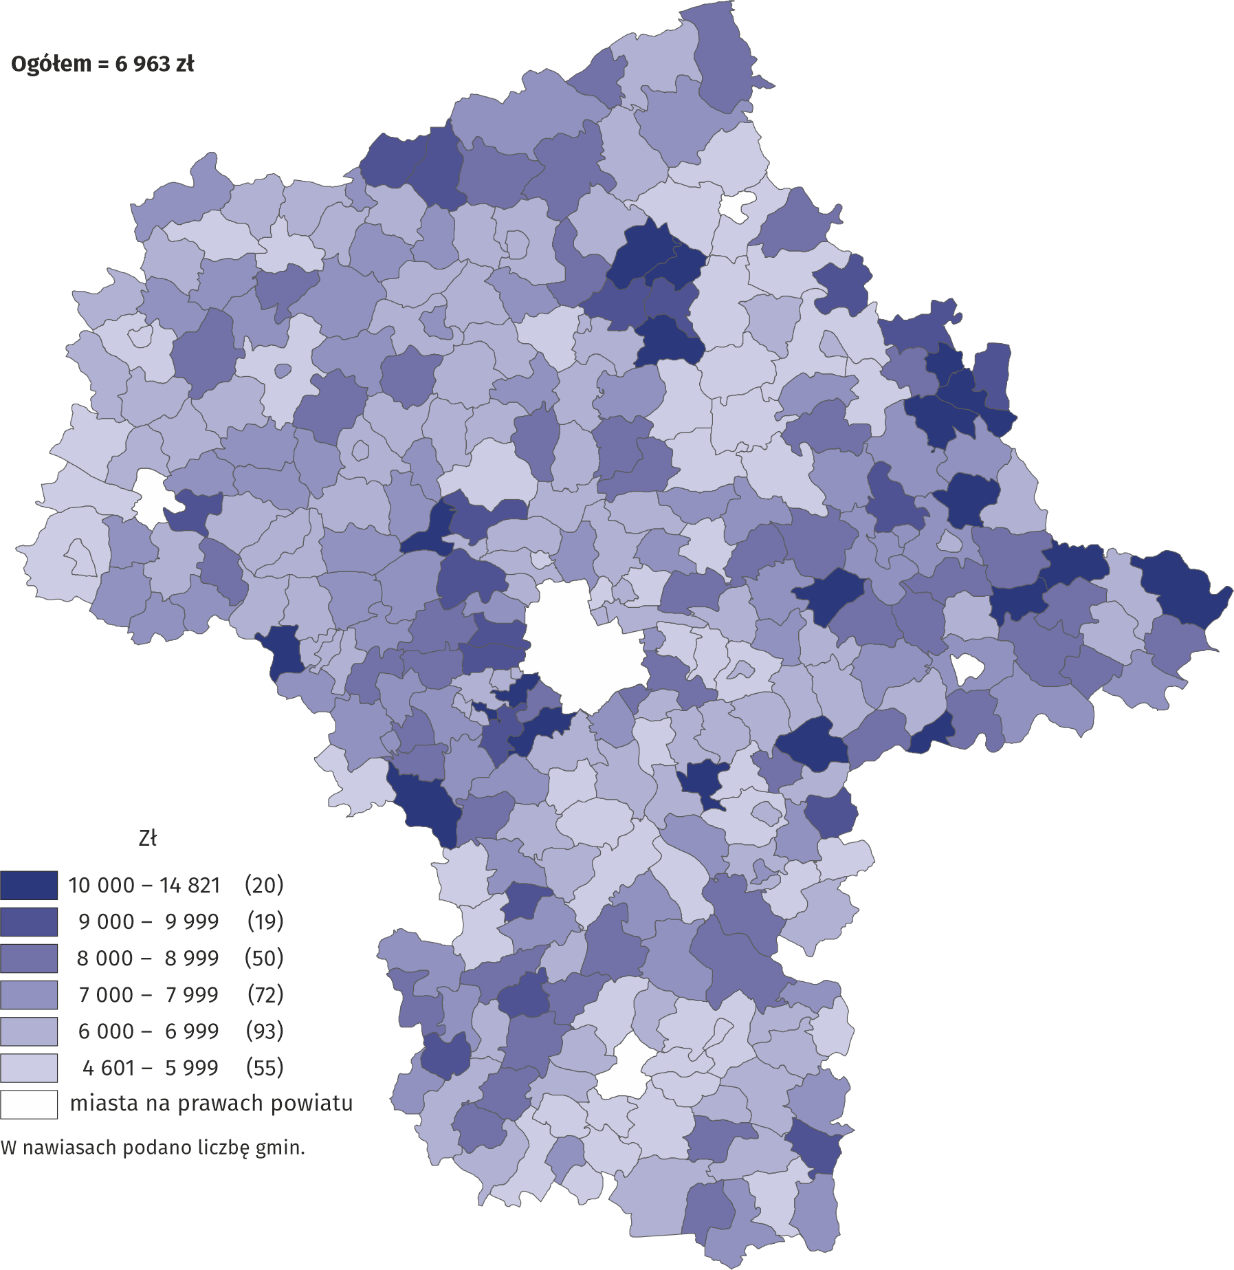 Ogółem = 6 963 zł
Zł
10 000 – 14 821 (20)
9 000 – 9 999 (19)
8 000 – 8 999 (50)
7 000 – 7 999 (72)
6 000 – 6 999 (93)
4 601 – 5 999 (55)
miasta na prawach powiatu
W nawiasach podano liczbę gmin.